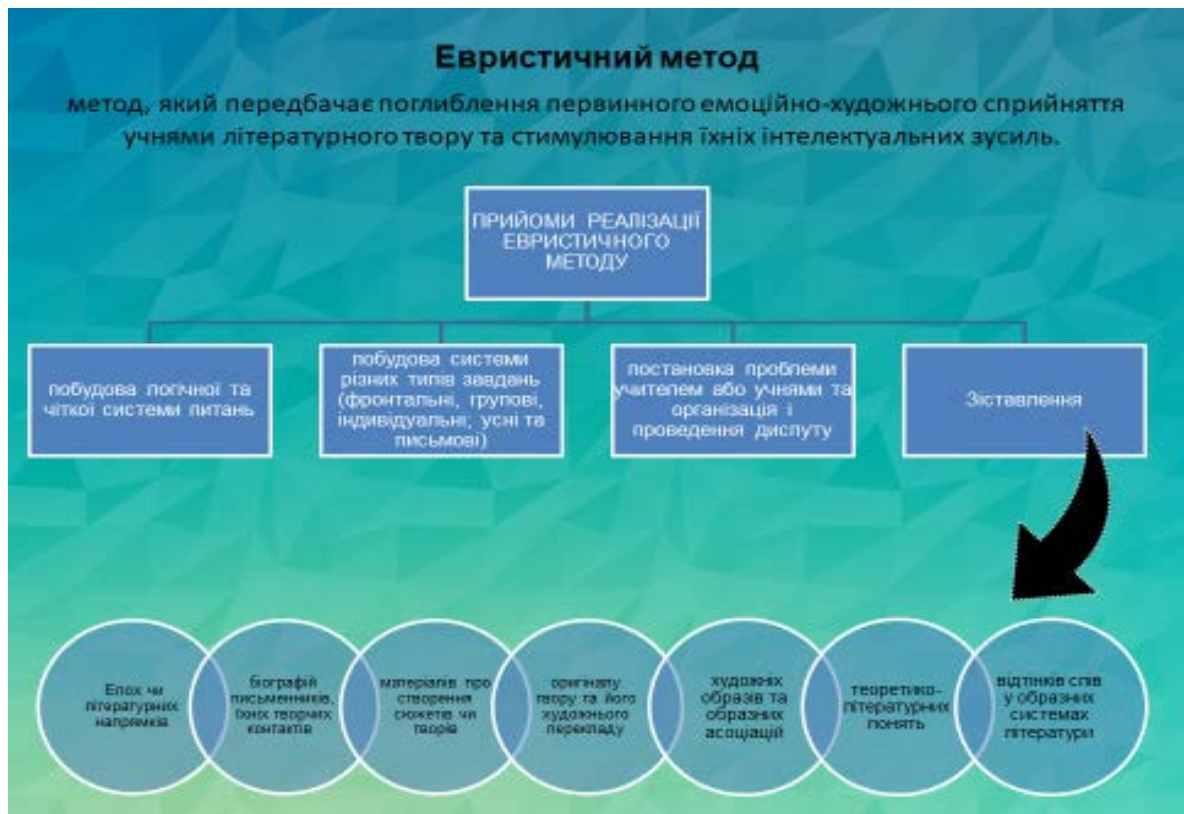 Евристичний метод
метод, який передбачає поглиблення первинного емоційно-художнього сприйняття
учнями літературного твору та стимулювання їхніх інтелектуальних зусиль.
ПРИЙОМИ РЕАЛІЗАЦІЇ
ЕВРИСТИЧНОГО
МЕТОДУ
побудова логічної та
чіткої системи питань
побудова системи
різних типів завдань
(фронтальні, групові,
індивідуальні, усні та
письмові)
постановка проблеми
учителем або учнями та
організація і
проведення диспуту
Зіставлення
Епох чи
літературних
напрямків
біографій
письменників,
їхніх творчих
контактів
матеріалів про
створення
сюжетів чи
творів
оригіналу
твору та його
художнього
перекладу
художніх
образів та
образних
асоціацій
теоретико-
літературних
понять
відтінків слів
у образних
системах
літератури